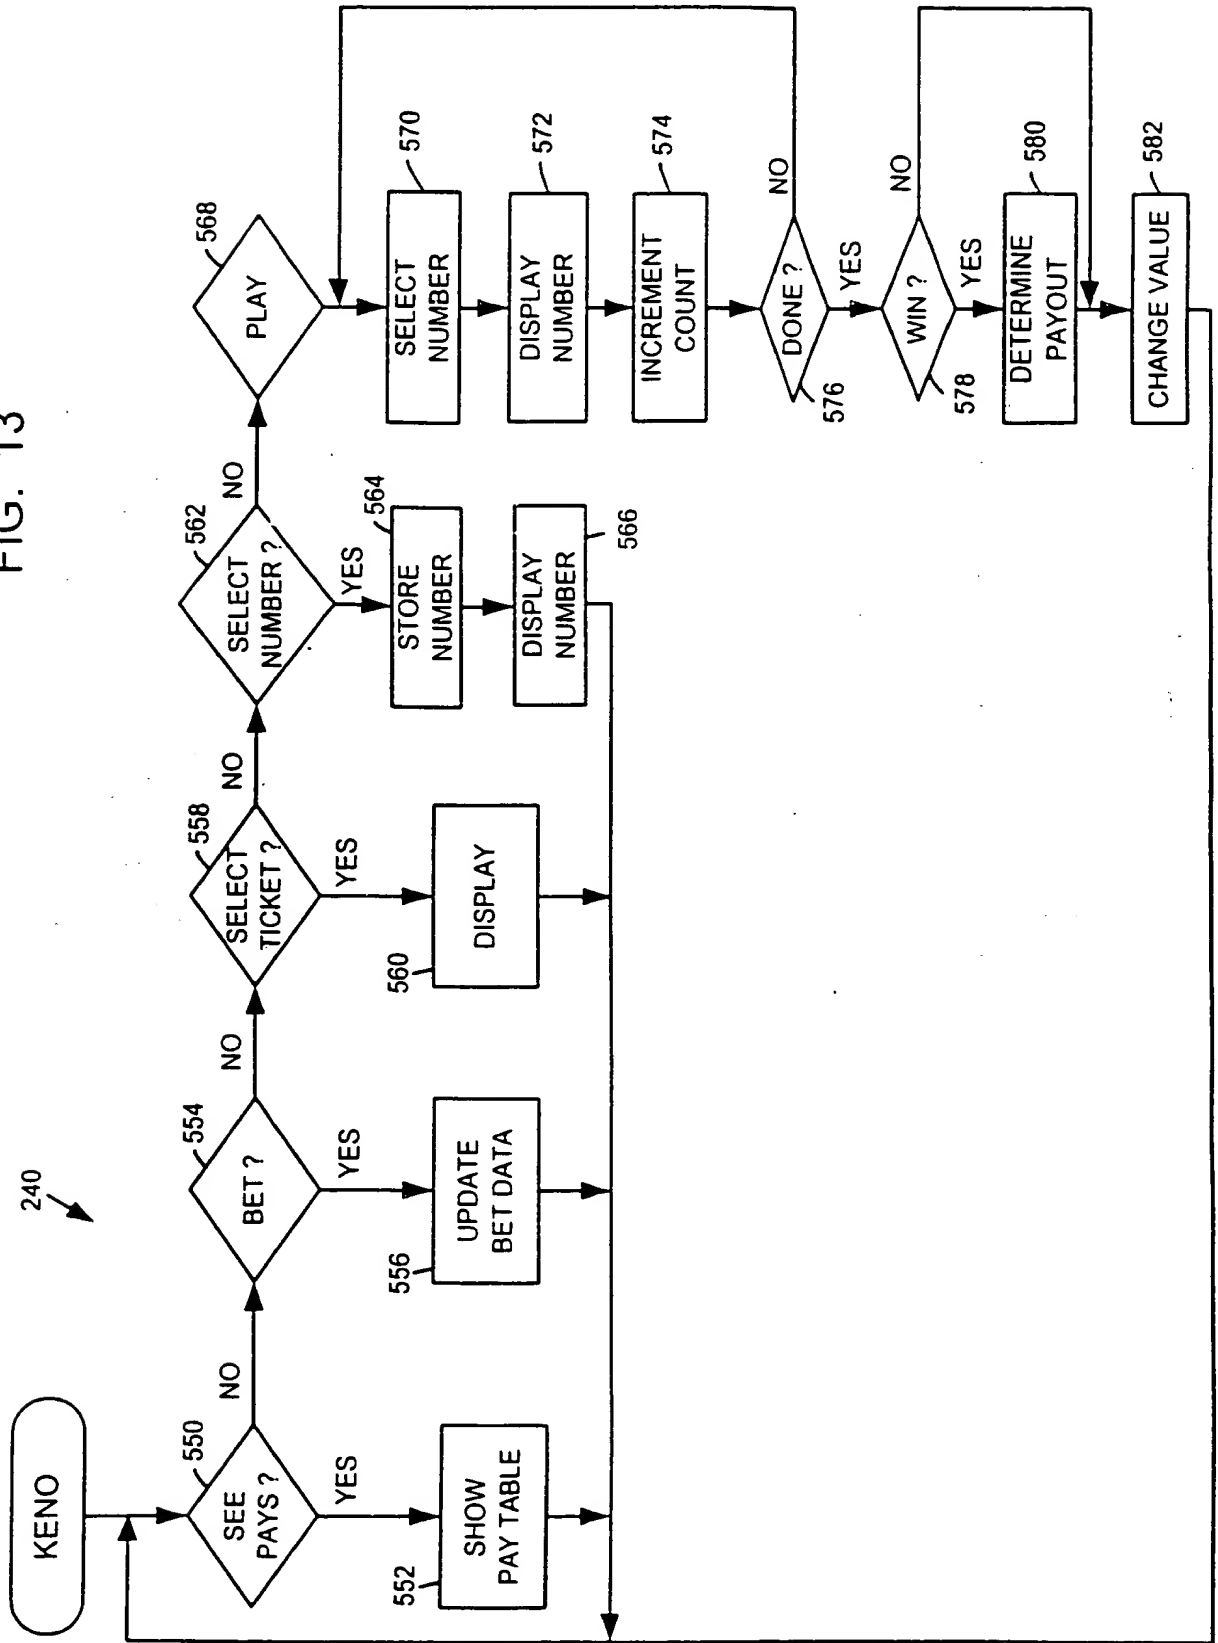 FIG. 13
240
KENO
SEE
PAYS ?
550
YES
NO
SHOW
PAY TABLE
552
BET ?
554
YES
NO
UPDATE
BET DATA
556
SELECT
TICKET ?
558
YES
NO
DISPLAY
560
SELECT
NUMBER ?
562
YES
NO
STORE
NUMBER
564
DISPLAY
NUMBER
566
PLAY
568
SELECT
NUMBER
570
DISPLAY
NUMBER
572
INCREMENT
COUNT
574
DONE ?
576
NO
YES
WIN ?
578
NO
YES
DETERMINE
PAYOUT
580
CHANGE VALUE
582